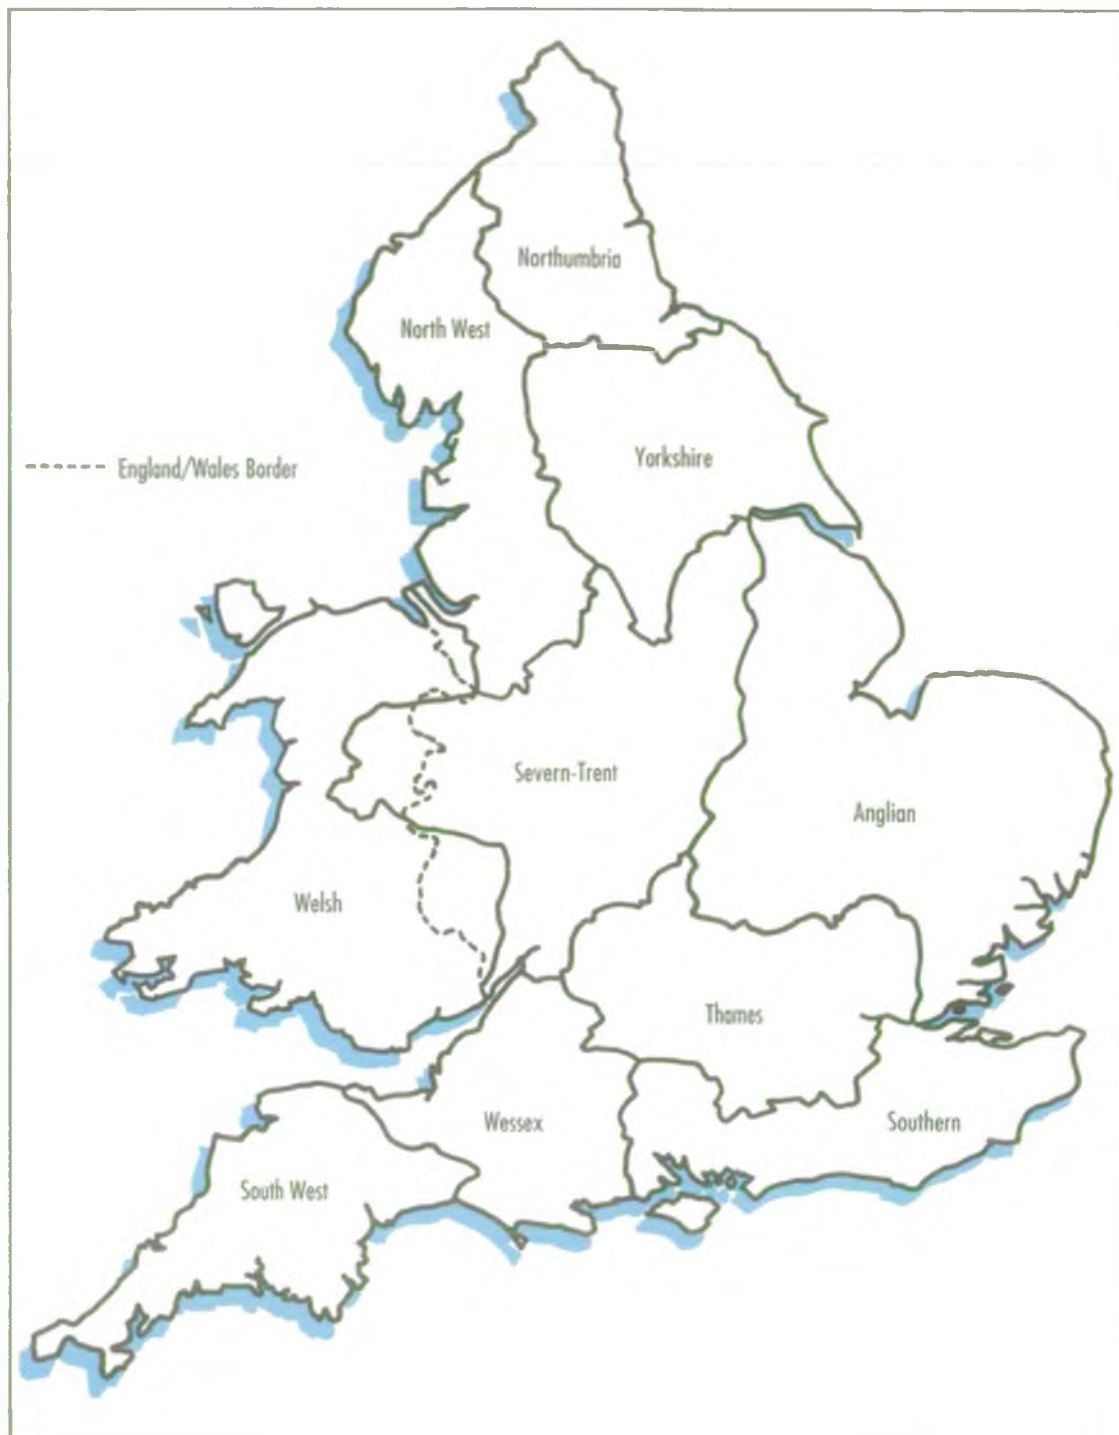 Northumbria
North West
Yorkshire
England/Wales Border
Severn-Trent
Anglian
Welsh
Thames
Wessex
Southern
South West